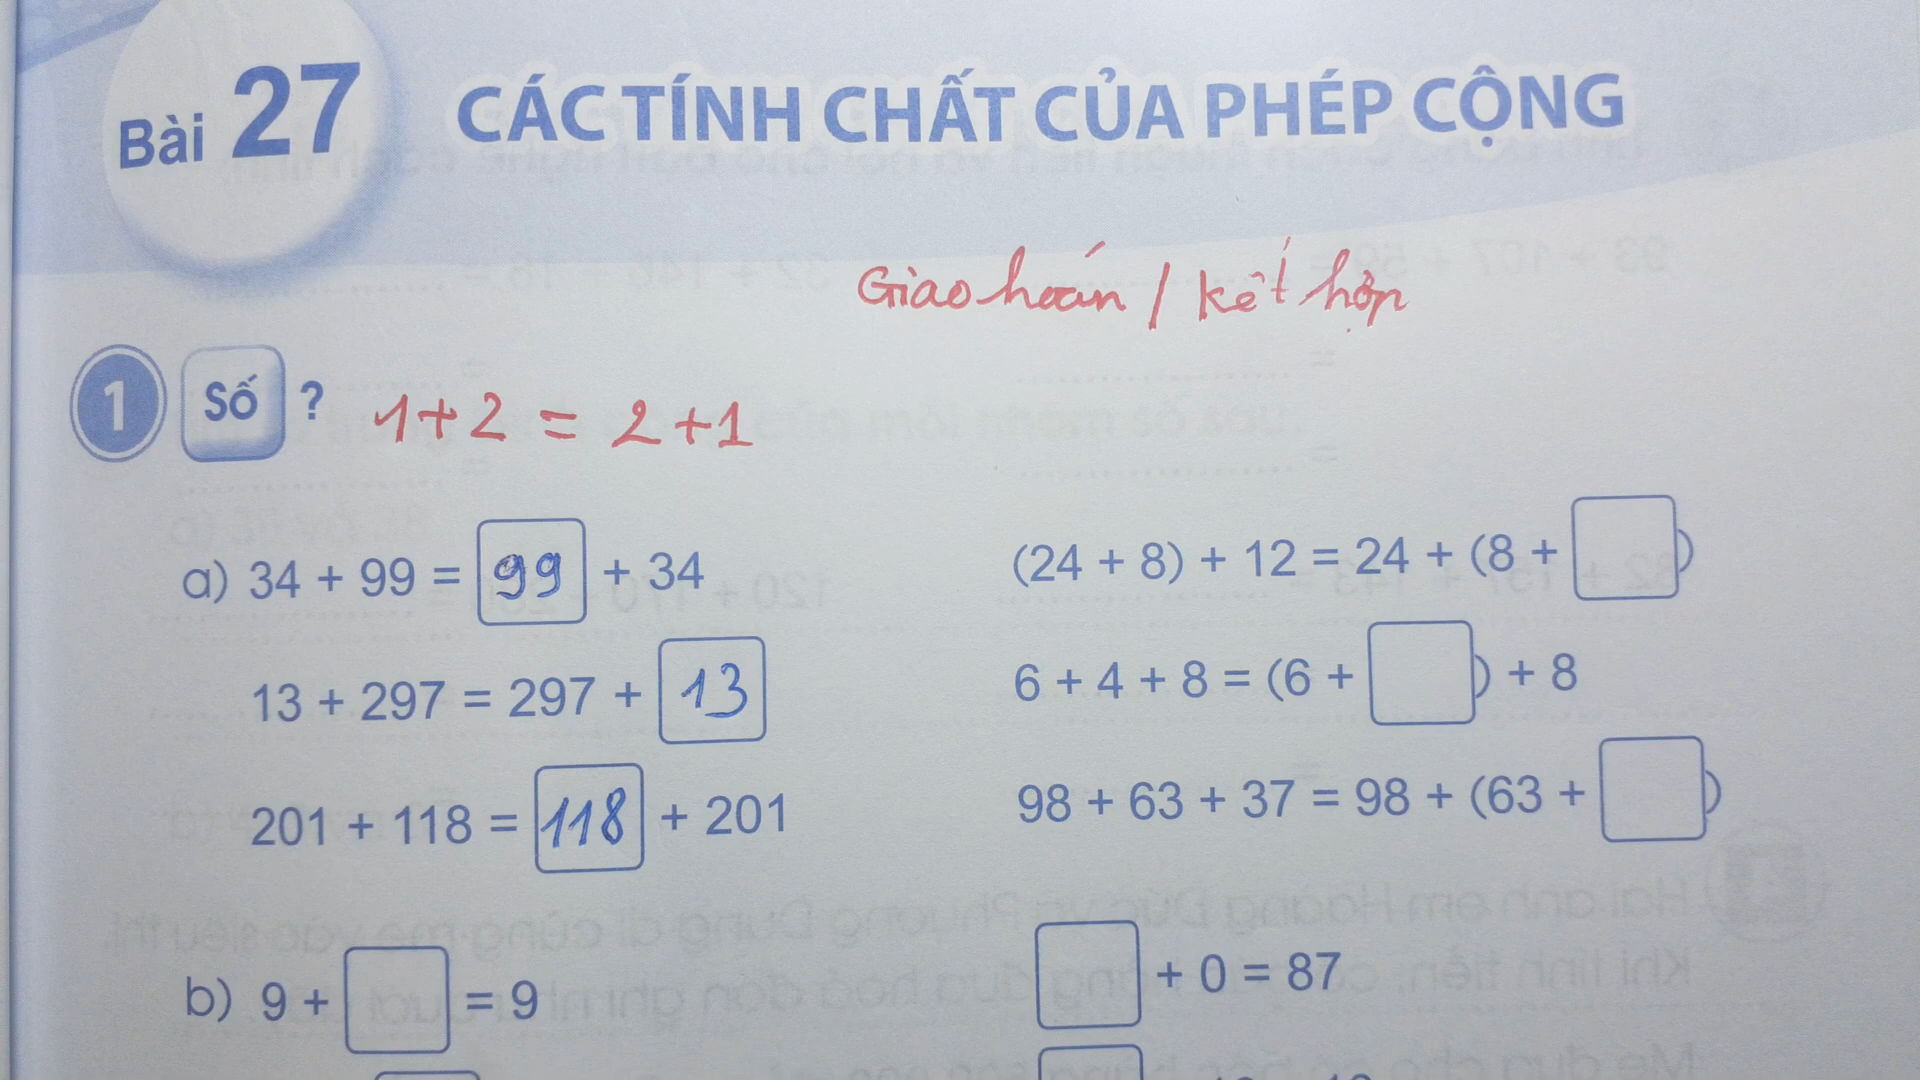 Bài 27 CÁC TÍNH CHẤT CỦA PHÉP CỘNG
Giao hoán / kết hợp
1 Số ? 1+2 = 2+1
a) 34 + 99 = 99 + 34
(24 + 8) + 12 = 24 + (8 + )
13 + 297 = 297 + 13
6 + 4 + 8 = (6 + ) + 8
201 + 118 = 118 + 201
98 + 63 + 37 = 98 + (63 + )
b) 9 + = 9
+ 0 = 87